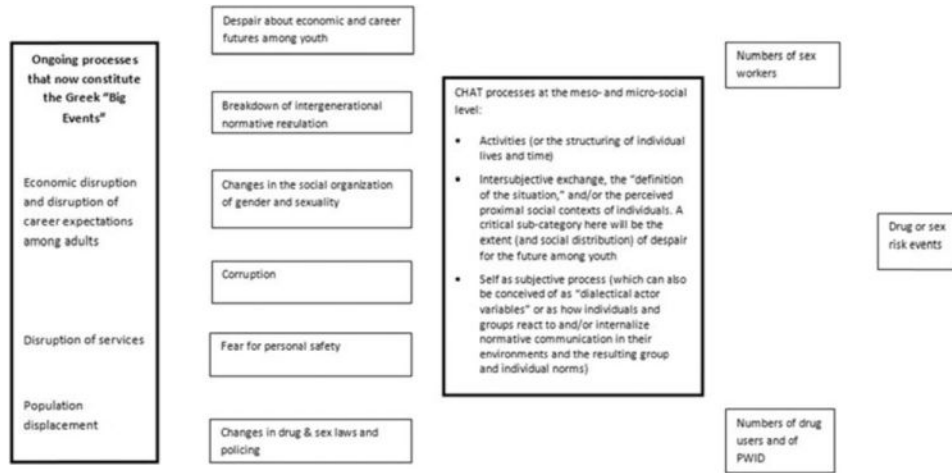 Ongoing processes
that now constitute
the Greek “Big
Events”
Economic disruption
and disruption of
career expectations
among adults
Disruption of services
Population
displacement
Despair about economic and career
futures among youth
Breakdown of intergenerational
normative regulation
Changes in the social organization
of gender and sexuality
Corruption
Fear for personal safety
Changes in drug & sex laws and
policing
CHAT processes at the meso- and micro-social
level:
• Activities (or the structuring of individual
lives and time)
• Intersubjective exchange, the “definition
of the situation,” and/or the perceived
proximal social contexts of individuals. A
critical sub-category here will be the
extent (and social distribution) of despair
for the future among youth
• Self as subjective process (which can also
be conceived of as “dialectical actor
variables” or as how individuals and
groups react to and/or internalize
normative communication in their
environments and the resulting group
and individual norms)
Numbers of sex
workers
Numbers of drug
users and of
PWID
Drug or sex
risk events